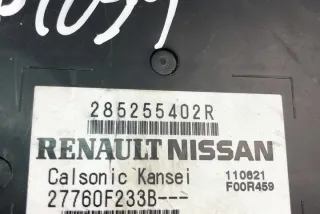 285255402R
RENAULT NISSAN
Calsonic Kansei 110621
27760F233B--- F00R459